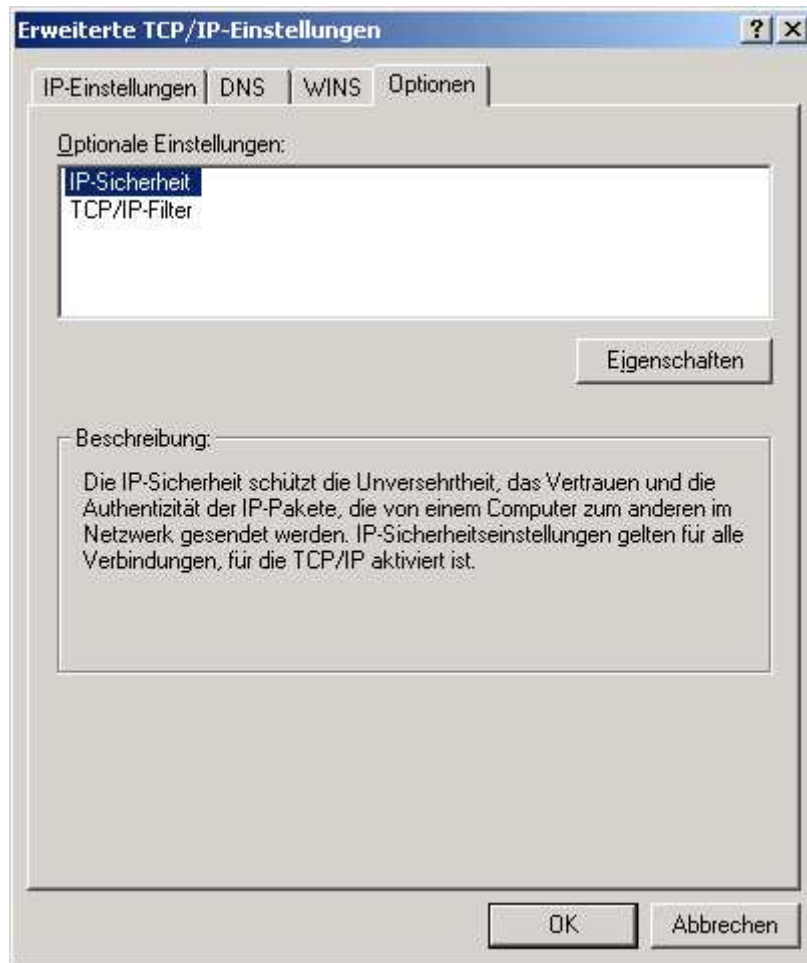 Erweiterte TCP/IP-Einstellungen
IP-Einstellungen DNS WINS Optionen
Optionale Einstellungen:
IP-Sicherheit
TCP/IP-Filter
Eigenschaften
Beschreibung:
Die IP-Sicherheit schützt die Unversehrtheit, das Vertrauen und die
Authentizität der IP-Pakete, die von einem Computer zum anderen im
Netzwerk gesendet werden. IP-Sicherheitseinstellungen gelten für alle
Verbindungen, für die TCP/IP aktiviert ist.
OK Abbrechen